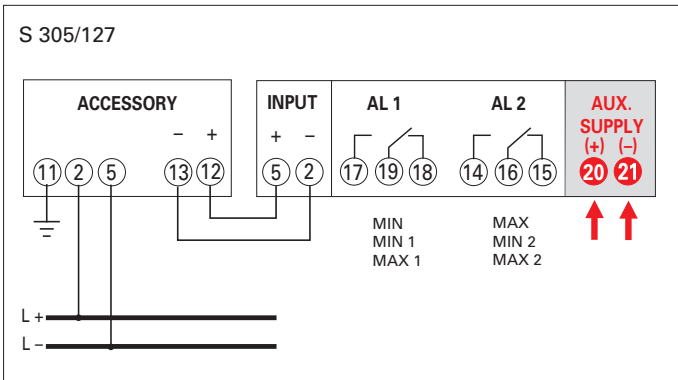 S 305/127
ACCESSORY INPUT AL 1 AL 2 AUX.
SUPPLY
− + + − (+) (−)
11 2 5 13 12 5 2 17 19 18 14 16 15 20 21
MIN MAX
MIN 1 MIN 2
MAX 1 MAX 2
L +
L −